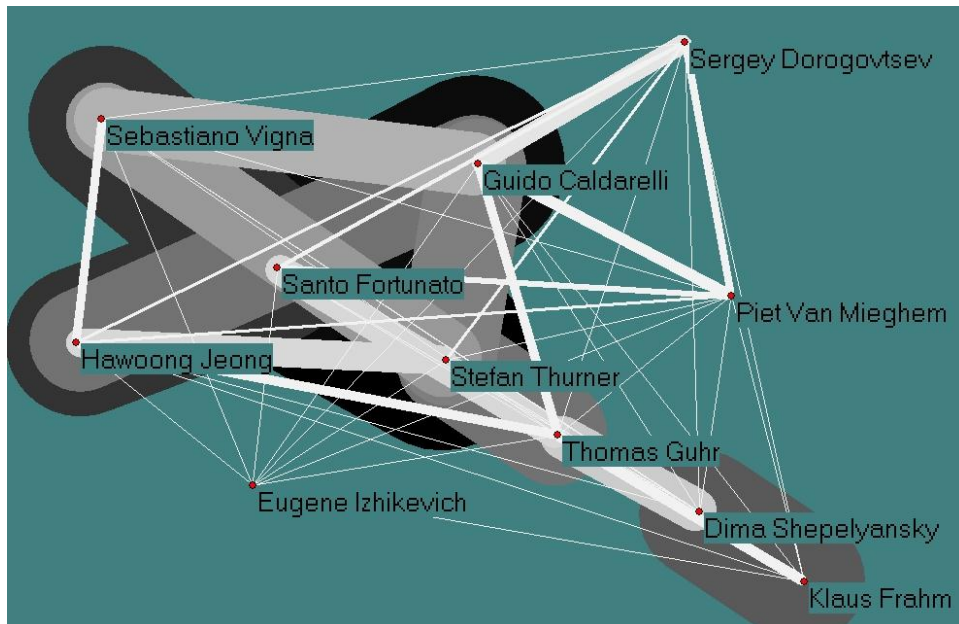 Sergey Dorogovtsev
Sebastiano Vigna
Guido Caldarelli
Santo Fortunato
Piet Van Mieghem
Hawoong Jeong
Stefan Thurner
Thomas Guhr
Eugene Izhikevich
Dima Shepelyansky
Klaus Frahm